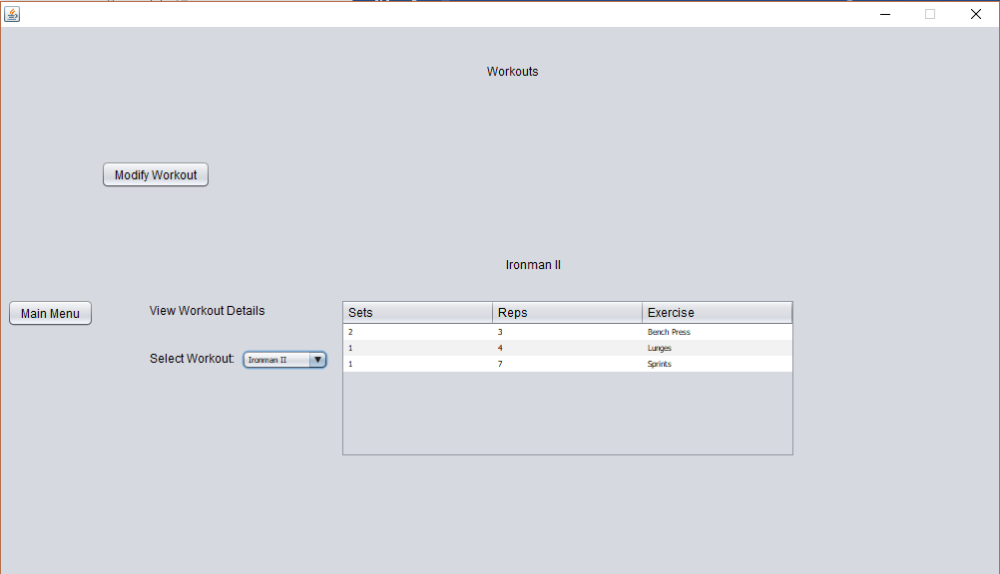 Workouts
Modify Workout
Ironman II
Main Menu
View Workout Details
Select Workout: Ironman II
Sets Reps Exercise
2 3 Bench Press
1 4 Lunges
1 7 Sprints